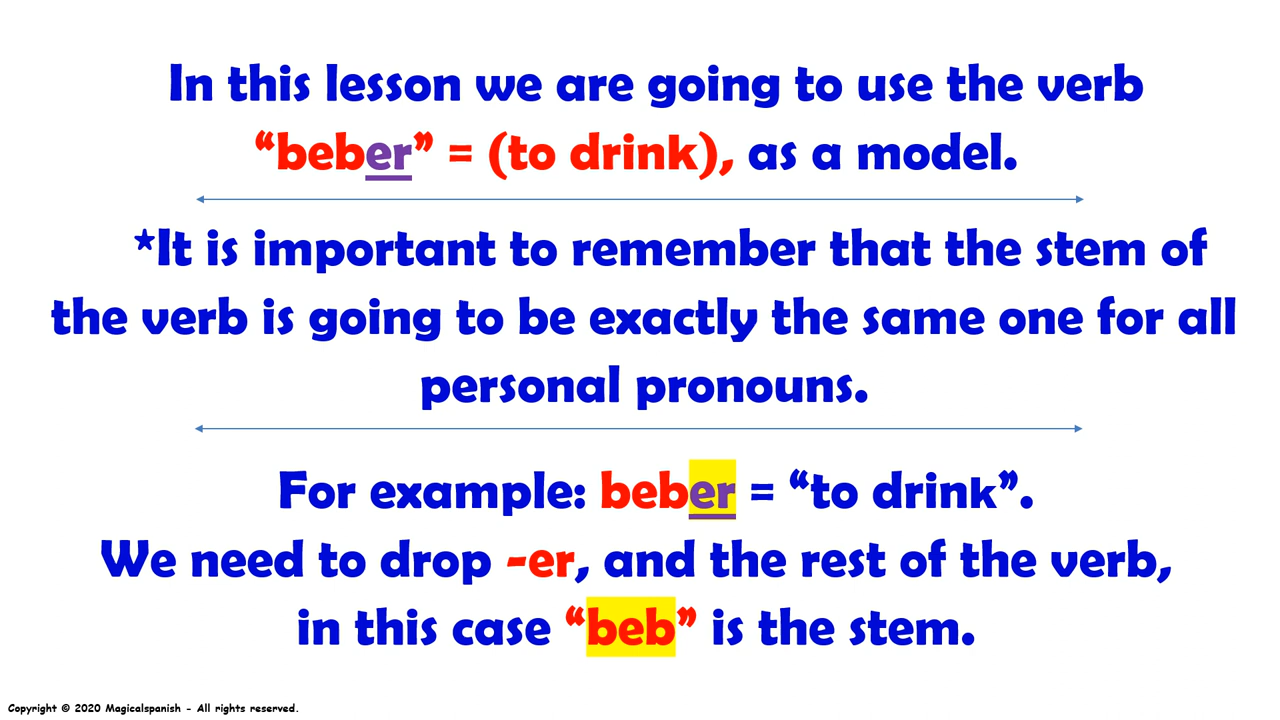 In this lesson we are going to use the verb
“beber” = (to drink), as a model.
*It is important to remember that the stem of
the verb is going to be exactly the same one for all
personal pronouns.
For example: beber = “to drink”.
We need to drop -er, and the rest of the verb,
in this case “beb” is the stem.
Copyright © 2020 Magicalspanish - All rights reserved.